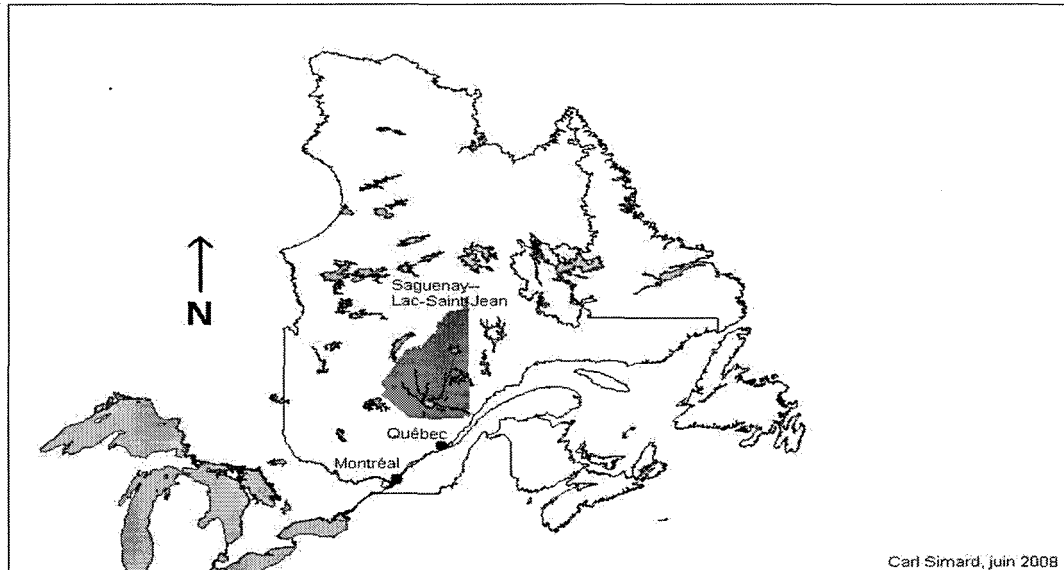 Saguenay--
Lac-Saint-Jean
N
Québec
Montréal
Carl Simard, juin 2008